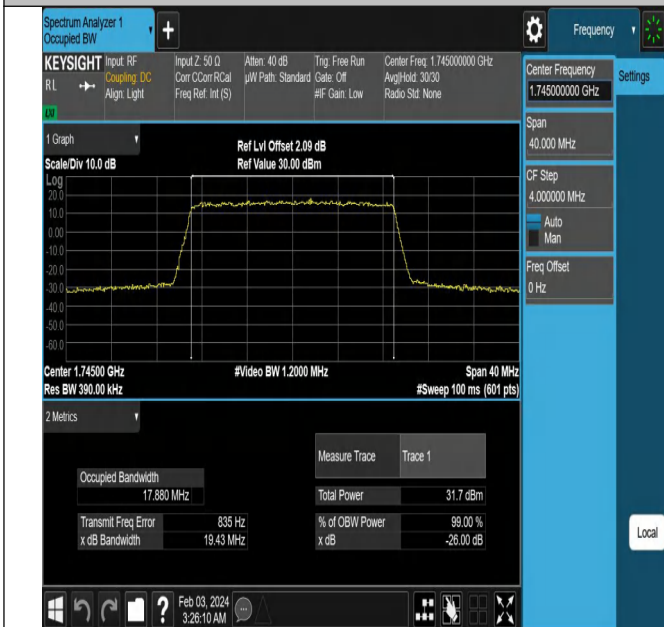 Spectrum Analyzer 1
Occupied BW
+
Frequency
KEYSIGHT
RL
LXI
Input: RF
Coupling: DC
Align: Light
Input Z: 50 Ω
Corr CCorr RCal
Freq Ref: Int (S)
Atten: 40 dB
µW Path: Standard
Trig: Free Run
Gate: Off
#IF Gain: Low
Center Freq: 1.745000000 GHz
Avg|Hold: 30/30
Radio Std: None
Center Frequency
1.745000000 GHz
Settings
Span
40.000 MHz
CF Step
4.000000 MHz
Auto
Man
Freq Offset
0 Hz
Local
1 Graph
Scale/Div 10.0 dB
Ref Lvl Offset 2.09 dB
Ref Value 30.00 dBm
Log
20.0
10.0
0.00
-10.0
-20.0
-30.0
-40.0
-50.0
-60.0
Center 1.74500 GHz
#Video BW 1.2000 MHz
Span 40 MHz
Res BW 390.00 kHz
#Sweep 100 ms (601 pts)
2 Metrics
Measure Trace Trace 1
Occupied Bandwidth
17.880 MHz
Total Power 31.7 dBm
Transmit Freq Error 835 Hz
% of OBW Power 99.00 %
x dB Bandwidth 19.43 MHz
x dB -26.00 dB
?
Feb 03, 2024
3:26:10 AM